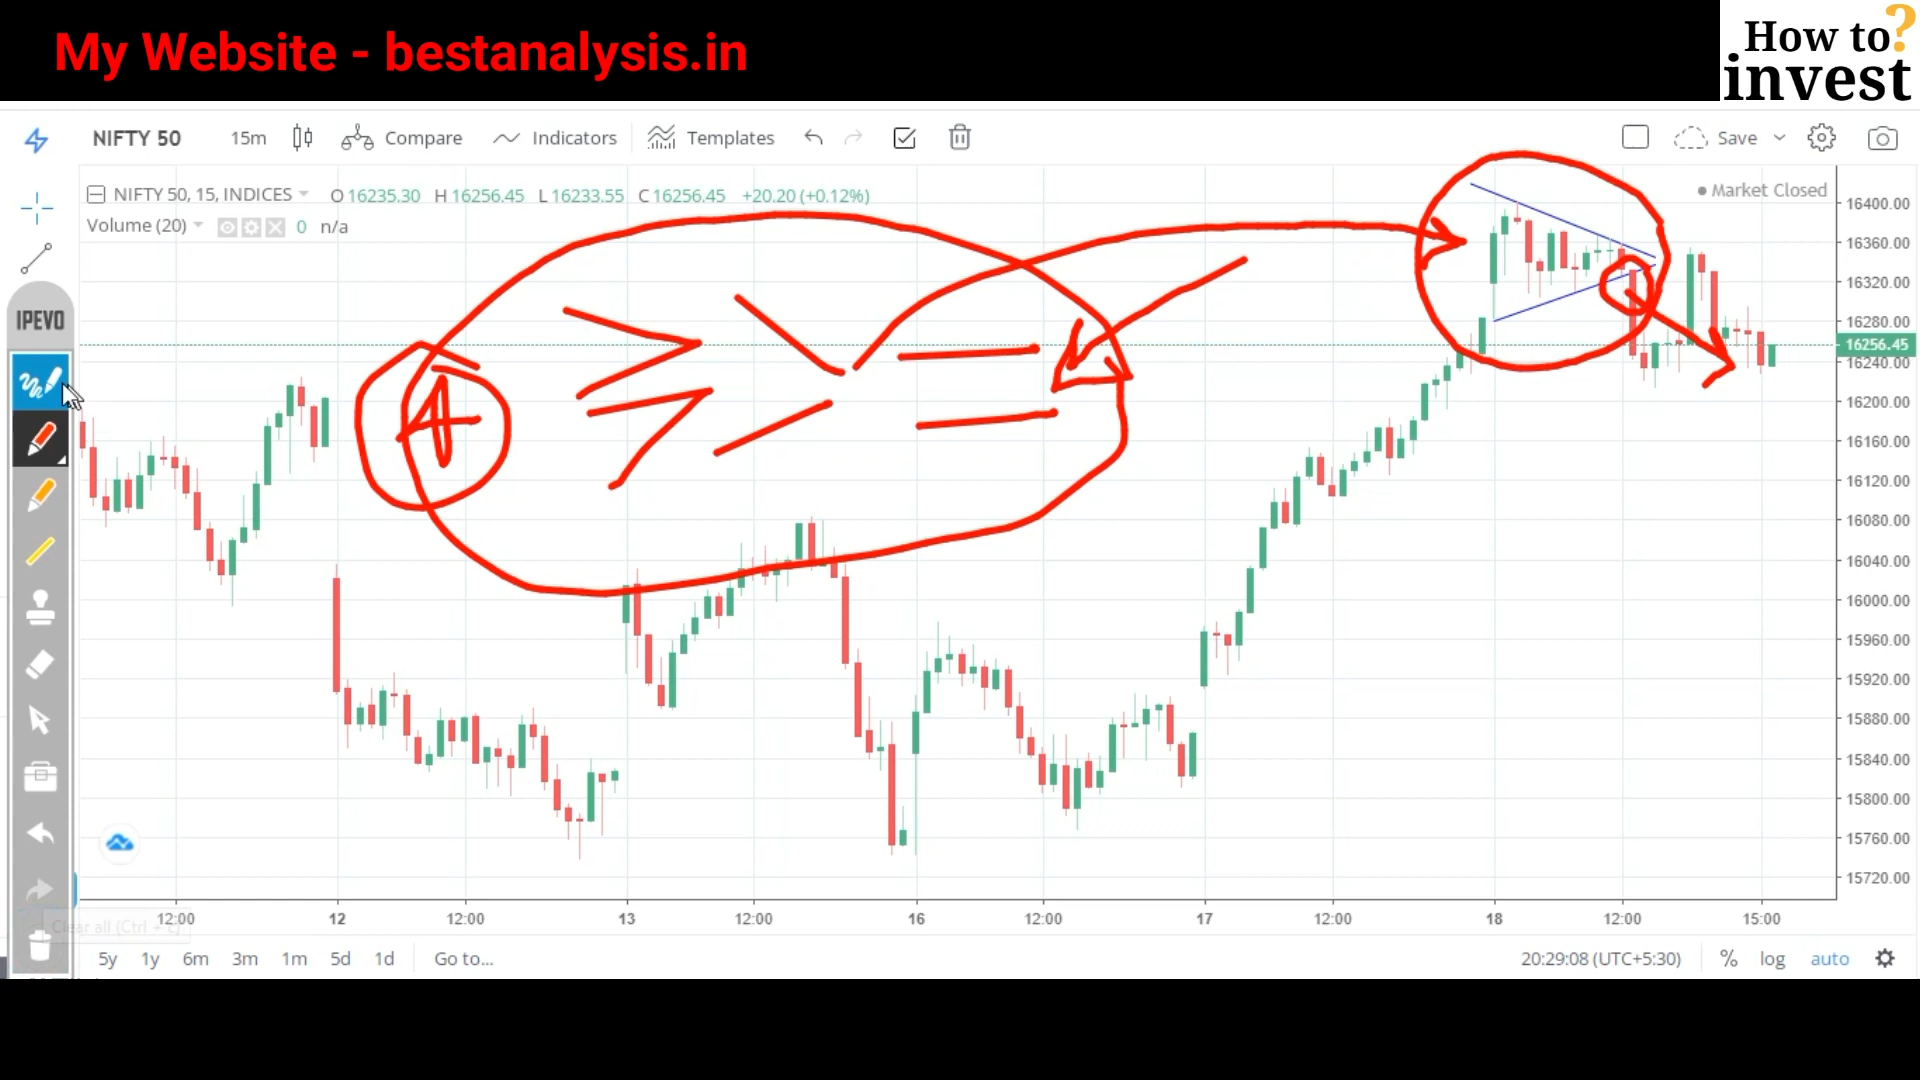 My Website - bestanalysis.in
How to?
invest
NIFTY 50 15m Compare Indicators Templates Save
NIFTY 50, 15, INDICES O 16235.30 H 16256.45 L 16233.55 C 16256.45 +20.20 (+0.12%)
Market Closed
Volume (20) 0 n/a
IPEVO
16400.00
16360.00
16320.00
16280.00
16256.45
16240.00
16200.00
16160.00
16120.00
16080.00
16040.00
16000.00
15960.00
15920.00
15880.00
15840.00
15800.00
15760.00
15720.00
12:00 12 12:00 13 12:00 16 12:00 17 12:00 18 12:00 15:00
Clear all (Ctrl + c)
5y 1y 6m 3m 1m 5d 1d Go to... 20:29:08 (UTC+5:30) % log auto